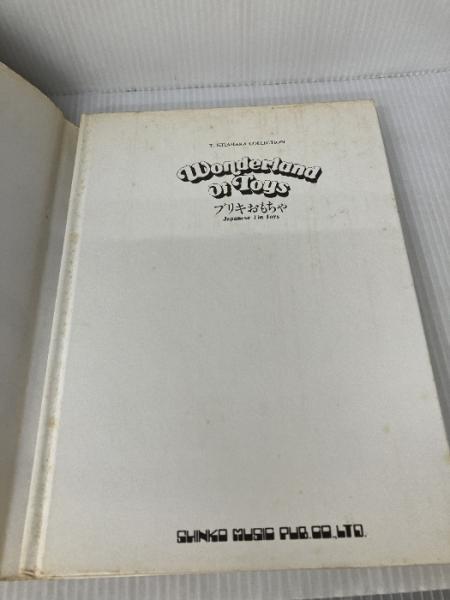 T. KITAHARA COLLECTION
Wonderland
Of Toys
ブリキおもちゃ
Japanese Tin Toys
SHINKO MUSIC PUB. CO., LTD.